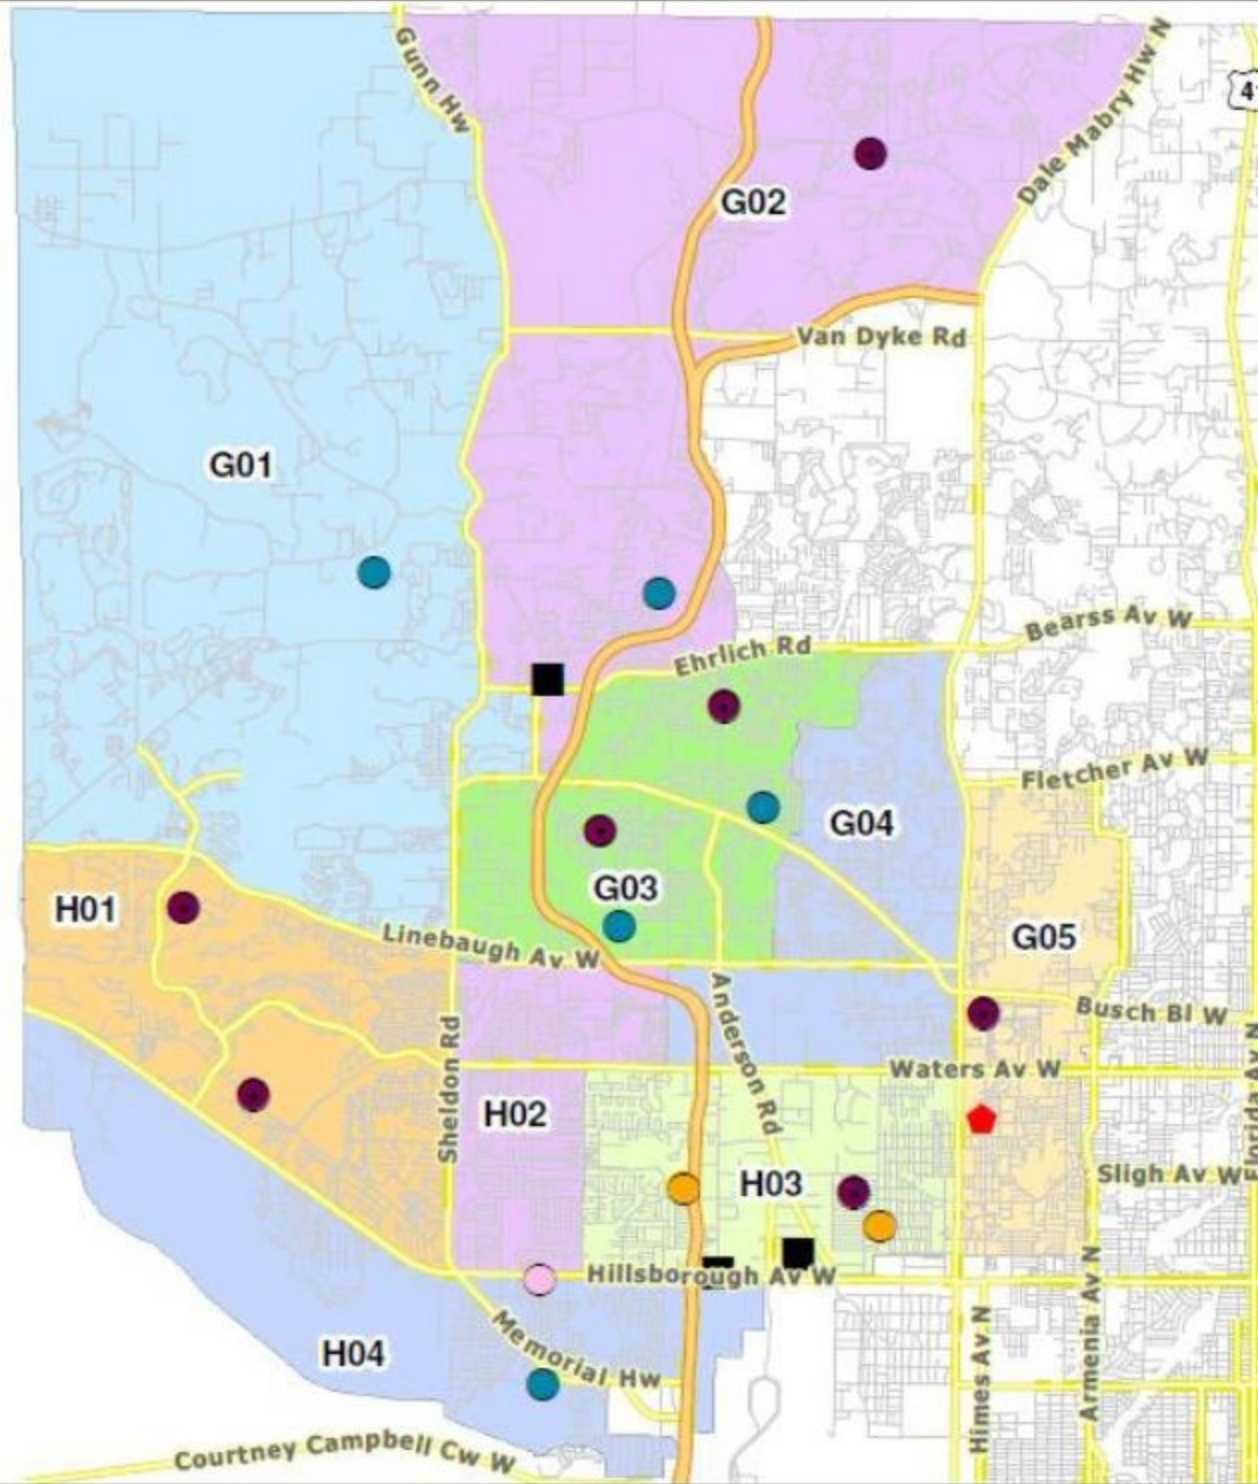 Gunn Hw
Dale Mabry Hw N
G02
Van Dyke Rd
G01
Bearss Av W
Ehrlich Rd
Fletcher Av W
G04
G03
H01
G05
Linebaugh Av W
Anderson Rd
Busch Bl W
Sheldon Rd
Waters Av W
H02
H03
Sligh Av W
Florida Av N
Hillsborough Av W
Memorial Hw
H04
Himes Av N
Armenia Av N
Courtney Campbell Cw W